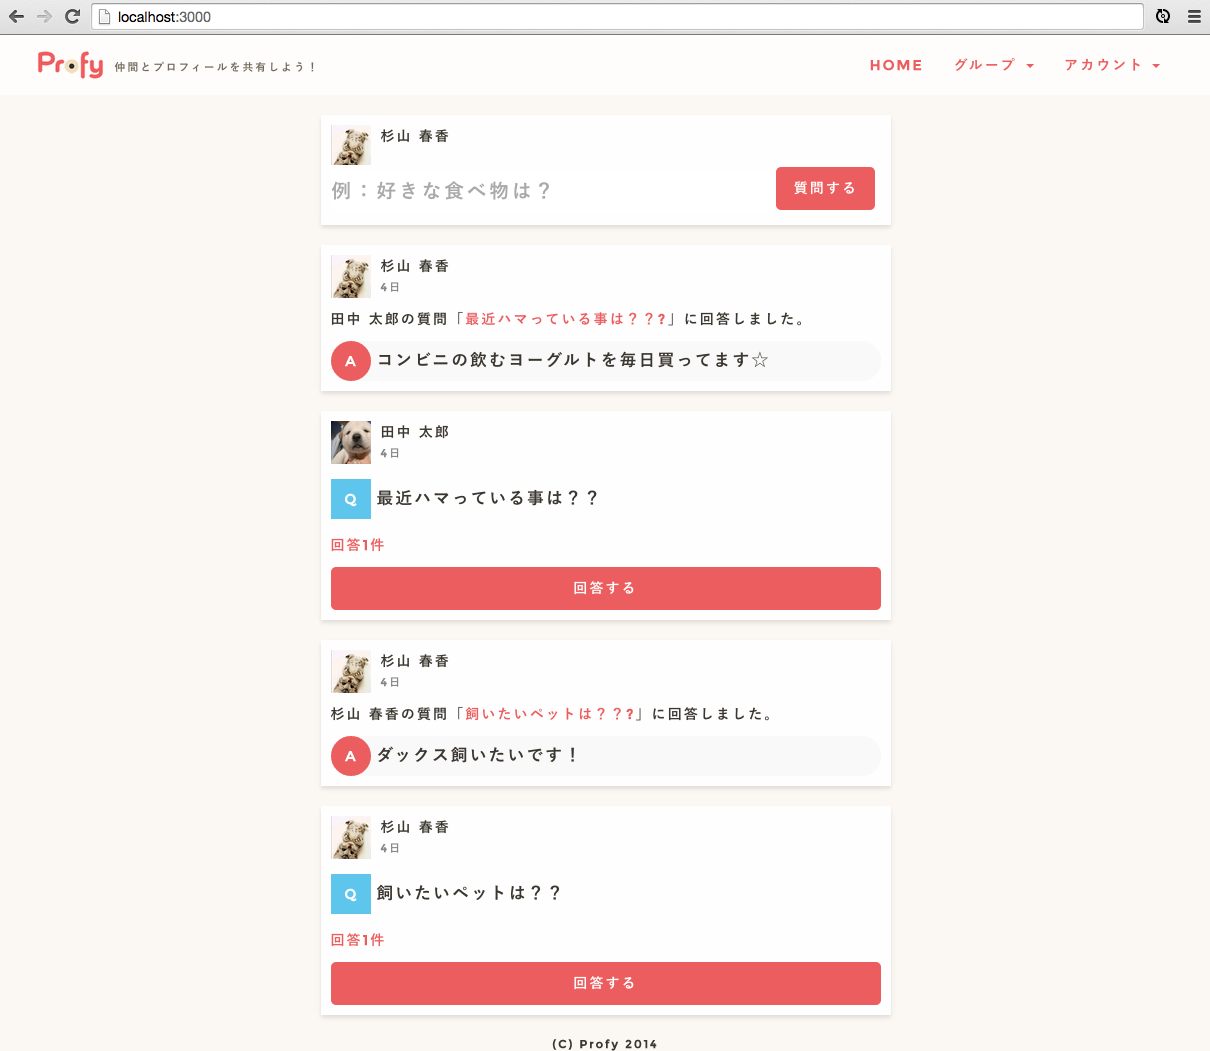 localhost:3000
Profy 仲間とプロフィールを共有しよう！
HOME グループ アカウント
杉山 春香
例：好きな食べ物は？
質問する
杉山 春香
4日
田中 太郎の質問「最近ハマっている事は？？?」に回答しました。
A コンビニの飲むヨーグルトを毎日買ってます☆
田中 太郎
4日
Q 最近ハマっている事は？？
回答1件
回答する
杉山 春香
4日
杉山 春香の質問「飼いたいペットは？？?」に回答しました。
A ダックス飼いたいです！
杉山 春香
4日
Q 飼いたいペットは？？
回答1件
回答する
(C) Profy 2014